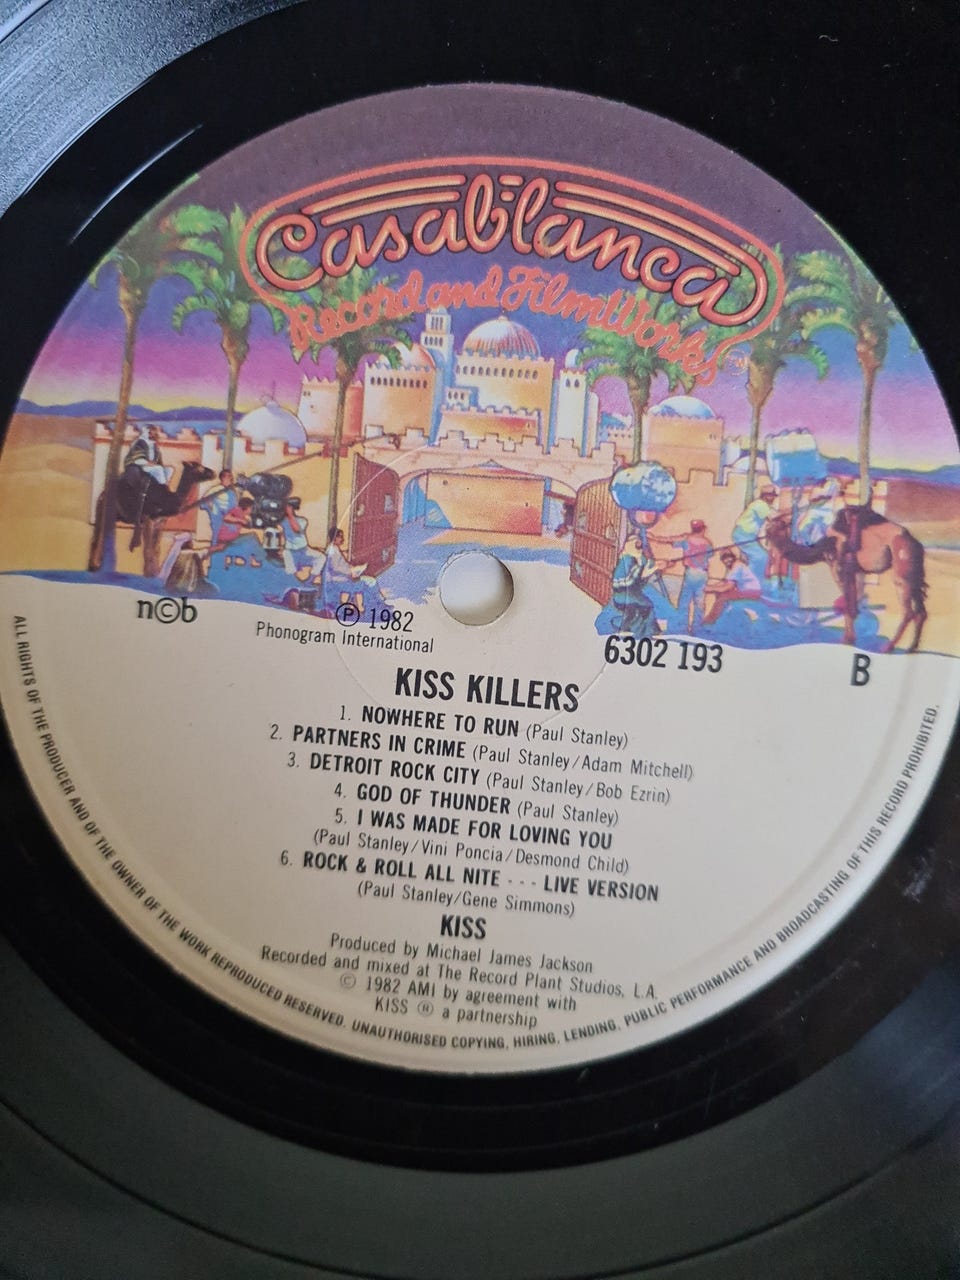 Casablanca
Record and FilmWorks
n©b
℗ 1982
Phonogram International
6302 193
B
KISS KILLERS
1. NOWHERE TO RUN (Paul Stanley)
2. PARTNERS IN CRIME (Paul Stanley/Adam Mitchell)
3. DETROIT ROCK CITY (Paul Stanley/Bob Ezrin)
4. GOD OF THUNDER (Paul Stanley)
5. I WAS MADE FOR LOVING YOU
(Paul Stanley/Vini Poncia/Desmond Child)
6. ROCK & ROLL ALL NITE - - - LIVE VERSION
(Paul Stanley/Gene Simmons)
KISS
Produced by Michael James Jackson
Recorded and mixed at The Record Plant Studios, L.A.
© 1982 AMI by agreement with
KISS ® a partnership
ALL RIGHTS OF THE PRODUCER AND OF THE OWNER OF THE WORK REPRODUCED RESERVED. UNAUTHORISED COPYING, HIRING, LENDING, PUBLIC PERFORMANCE AND BROADCASTING OF THIS RECORD PROHIBITED.